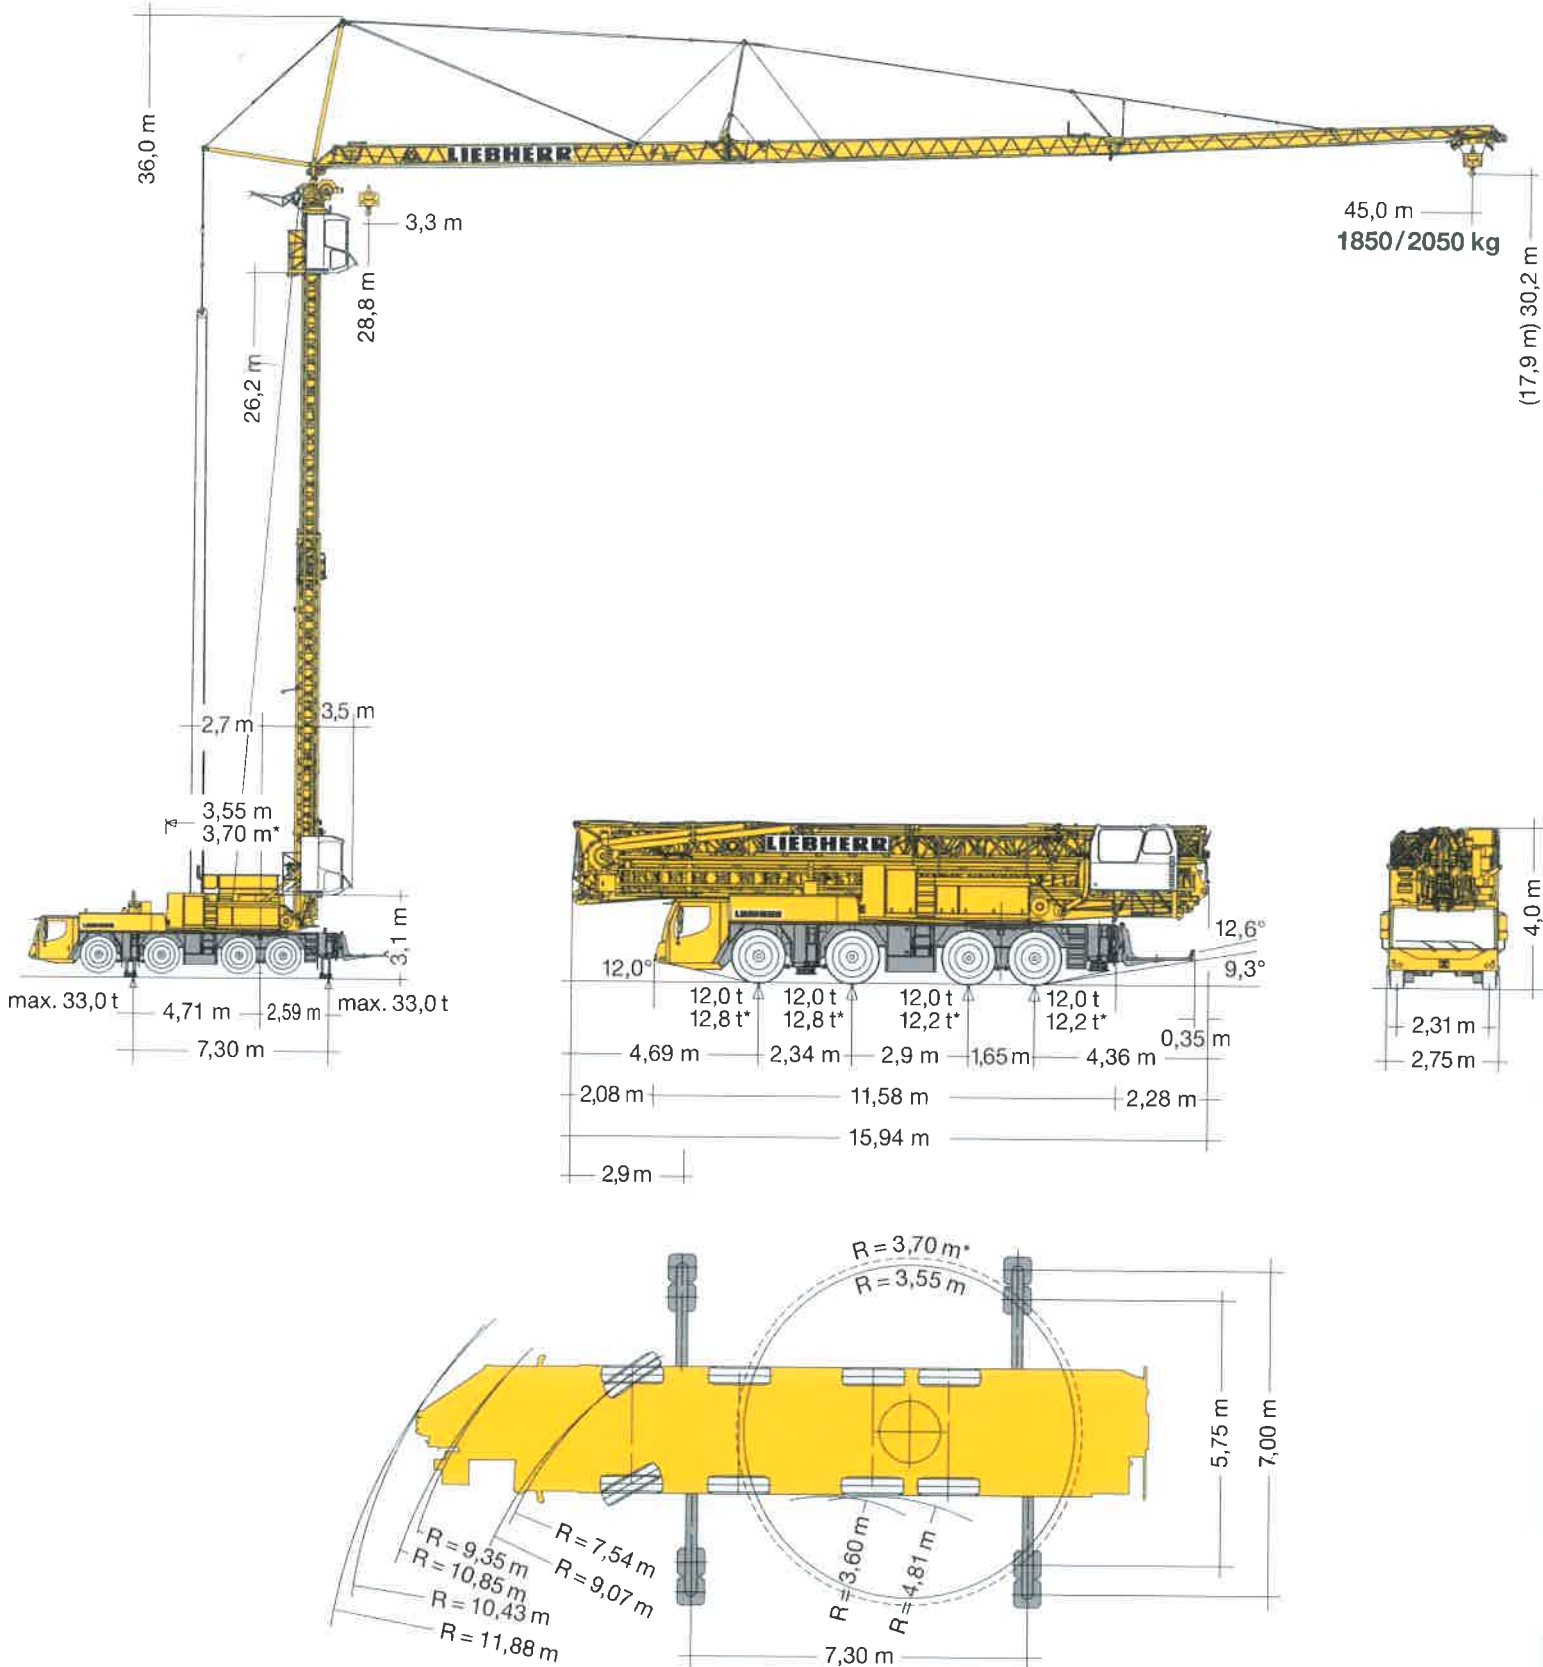 36,0 m
LIEBHERR
3,3 m
28,8 m
26,2 m
45,0 m
1850/2050 kg
(17,9 m) 30,2 m
2,7 m
3,5 m
3,55 m
3,70 m*
3,1 m
LIEBHERR
max. 33,0 t
4,71 m
2,59 m
max. 33,0 t
7,30 m
LIEBHERR
LIEBHERR
12,0°
12,6°
9,3°
12,0 t
12,8 t*
12,0 t
12,8 t*
12,0 t
12,2 t*
12,0 t
12,2 t*
0,35 m
4,69 m
2,34 m
2,9 m
1,65 m
4,36 m
2,08 m
11,58 m
2,28 m
15,94 m
2,9 m
4,0 m
2,31 m
2,75 m
R = 3,70 m*
R = 3,55 m
5,75 m
7,00 m
R = 7,54 m
R = 9,07 m
R = 9,35 m
R = 10,85 m
R = 10,43 m
R = 11,88 m
R = 3,60 m
R = 4,81 m
7,30 m